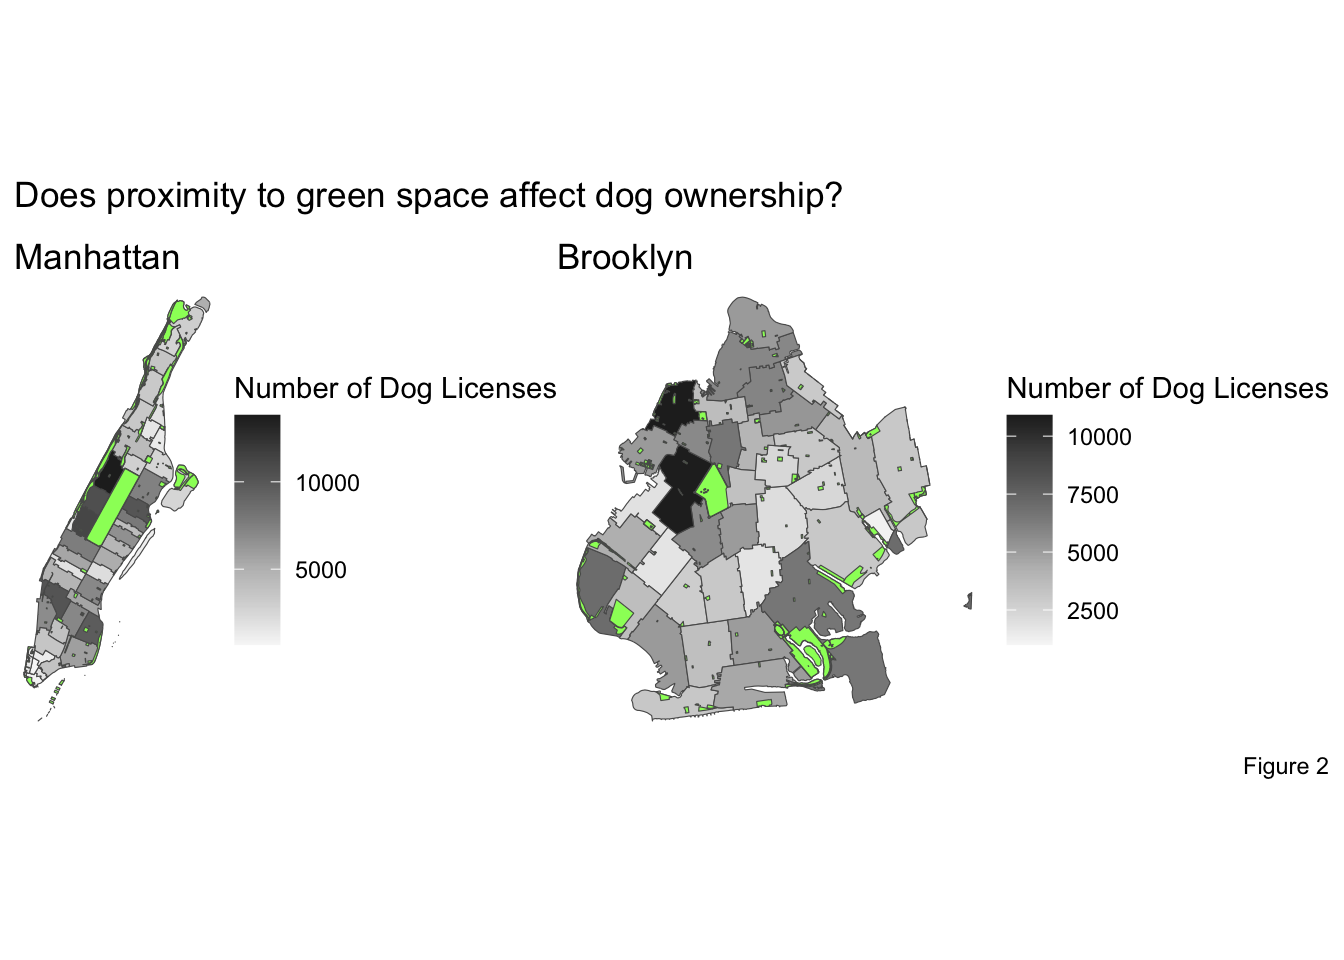 Does proximity to green space affect dog ownership?
Manhattan
Number of Dog Licenses
10000
5000
Brooklyn
Number of Dog Licenses
10000
7500
5000
2500
Figure 2